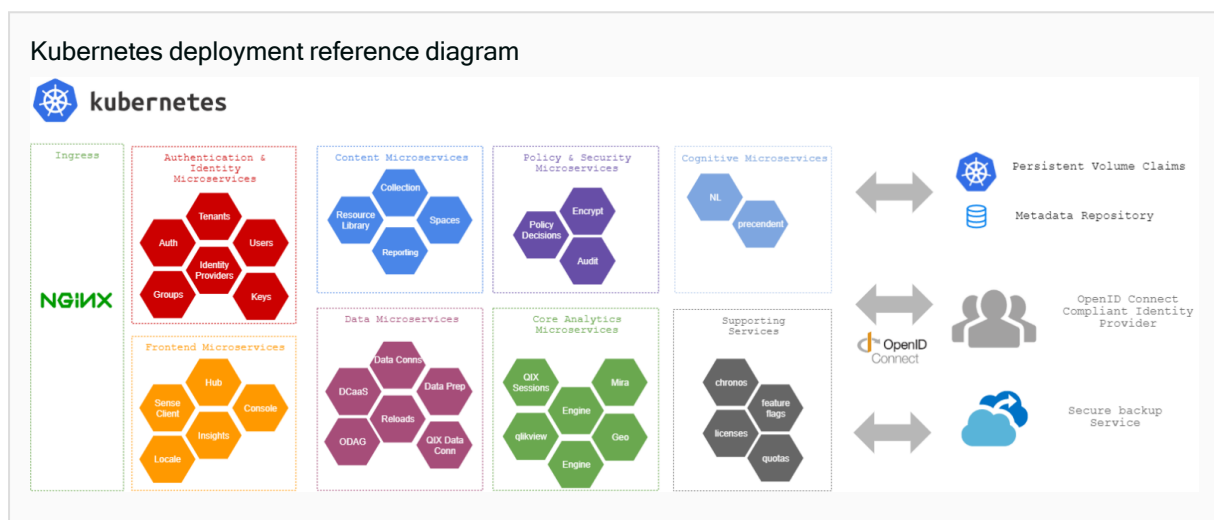 Kubernetes deployment reference diagram
kubernetes
Ingress
NGiNX
Authentication &
Identity
Microservices
Tenants
Auth
Users
Identity
Providers
Groups
Keys
Content Microservices
Collection
Resource
Library
Spaces
Reporting
Policy & Security
Microservices
Encrypt
Policy
Decisions
Audit
Cognitive Microservices
NL
precendent
Persistent Volume Claims
Metadata Repository
Frontend Microservices
Hub
Sense
Client
Console
Insights
Locale
Data Microservices
Data Conns
DCaaS
Data Prep
Reloads
ODAG
QIX Data
Conn
Core Analytics
Microservices
QIX
Sessions
Mira
Engine
qlikview
Geo
Engine
Supporting
Services
chronos
feature
flags
licenses
quotas
OpenID
Connect
OpenID Connect
Compliant Identity
Provider
Secure backup
Service